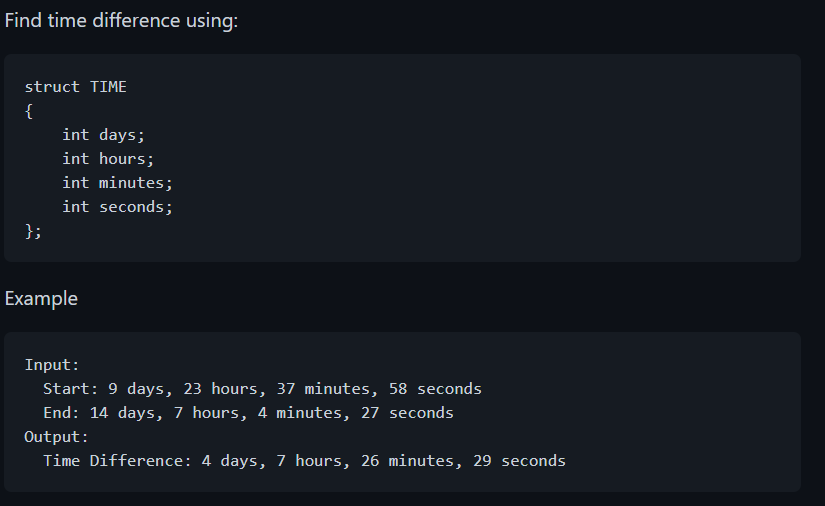 Find time difference using:
struct TIME
{
    int days;
    int hours;
    int minutes;
    int seconds;
};
Example
Input:
  Start: 9 days, 23 hours, 37 minutes, 58 seconds
  End: 14 days, 7 hours, 4 minutes, 27 seconds
Output:
  Time Difference: 4 days, 7 hours, 26 minutes, 29 seconds